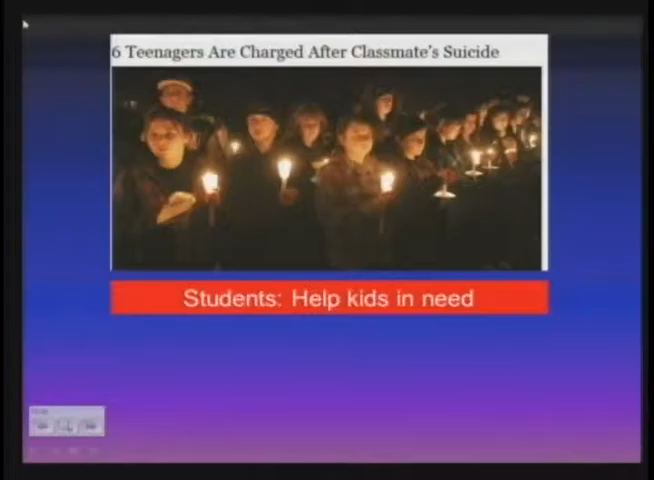 6 Teenagers Are Charged After Classmate's Suicide
Students: Help kids in need